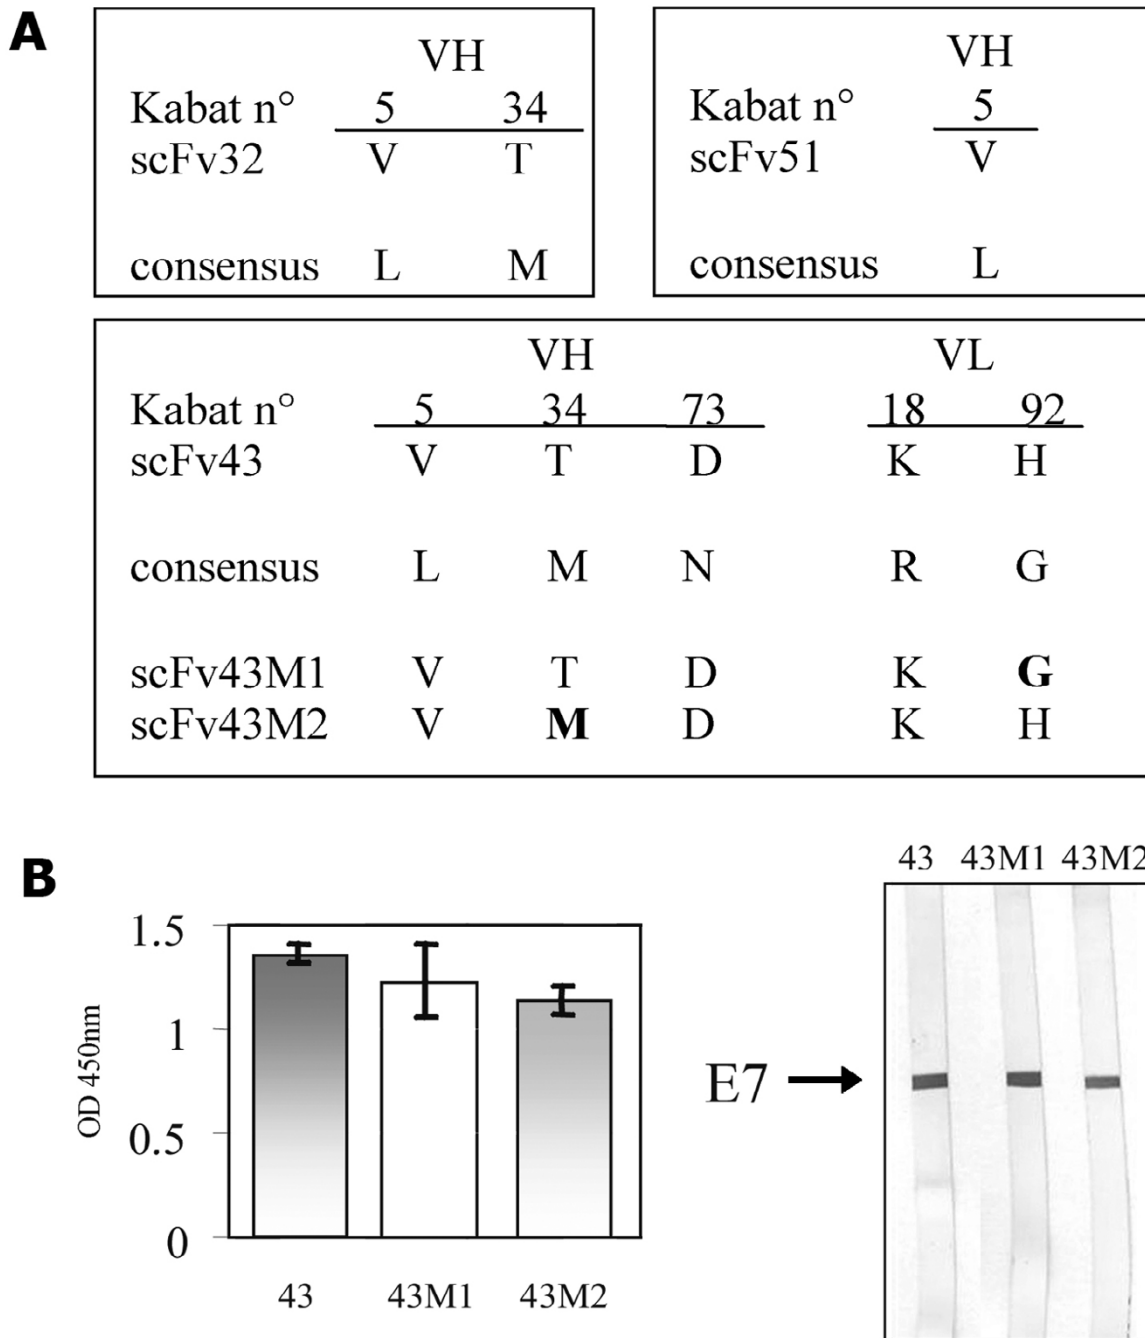 A
VH
Kabat n° 5 34
scFv32 V T
consensus L M
VH
Kabat n° 5
scFv51 V
consensus L
VH VL
Kabat n° 5 34 73 18 92
scFv43 V T D K H
consensus L M N R G
scFv43M1 V T D K G
scFv43M2 V M D K H
B
OD 450nm
1.5
1
0.5
0
43 43M1 43M2
43 43M1 43M2
E7